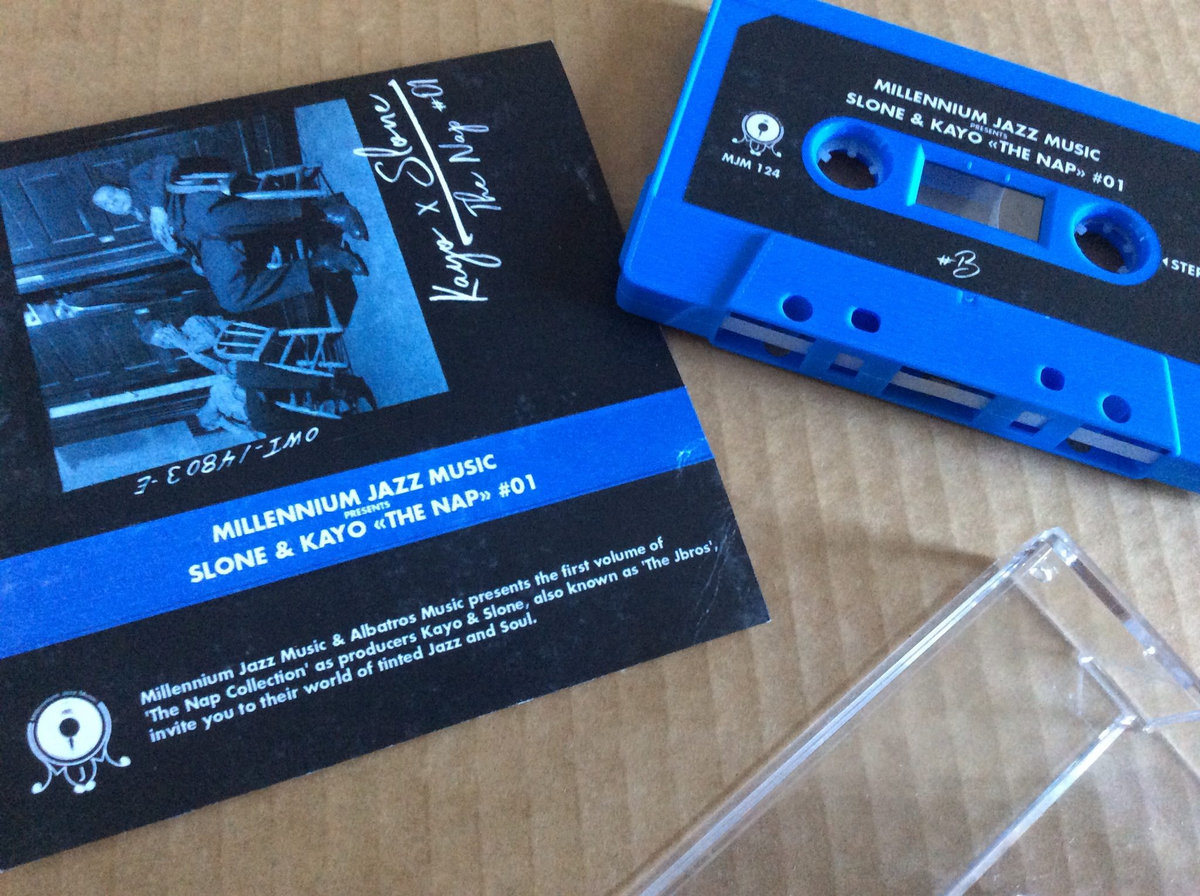 Kayo x Slone
The Nap #01
OWI-14803-E
MILLENNIUM JAZZ MUSIC
PRESENTS
SLONE & KAYO «THE NAP» #01
Millennium Jazz Music & Albatros Music presents the first volume of
'The Nap Collection' as producers Kayo & Slone, also known as 'The Jbros',
invite you to their world of tinted Jazz and Soul.
Millennium Jazz Music
MILLENNIUM JAZZ MUSIC
PRESENTS
SLONE & KAYO «THE NAP» #01
MJM 124
#B